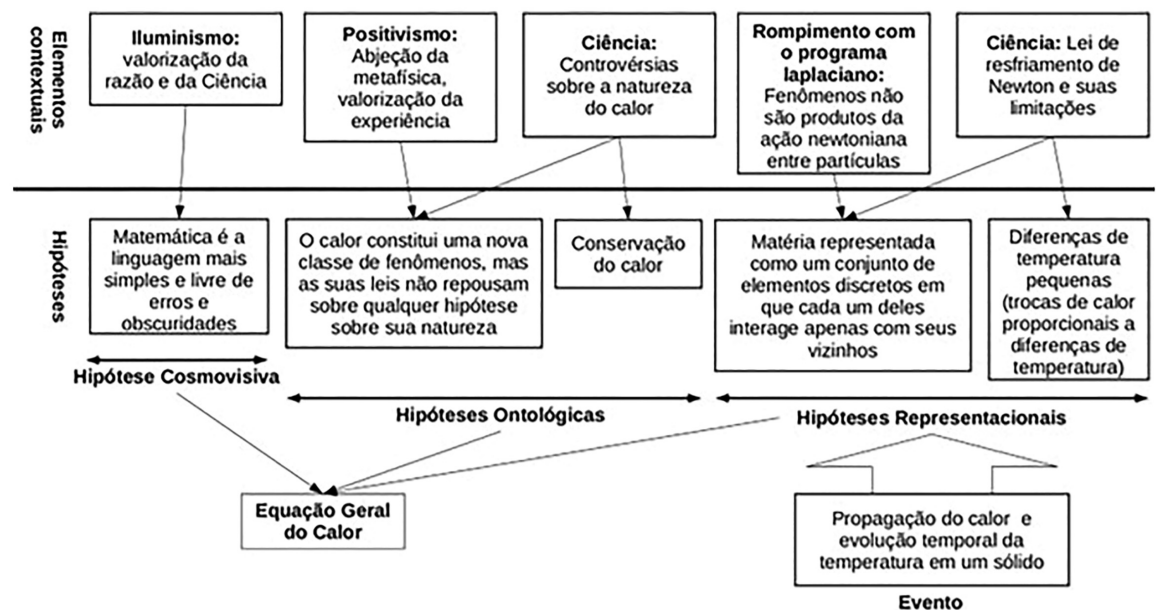 Elementos
contextuais
Iluminismo:
valorização da
razão e da Ciência
Positivismo:
Abjeção da
metafísica,
valorização da
experiência
Ciência:
Controvérsias
sobre a natureza
do calor
Rompimento com
o programa
laplaciano:
Fenômenos não
são produtos da
ação newtoniana
entre partículas
Ciência: Lei de
resfriamento de
Newton e suas
limitações
Hipóteses
Matemática é a
linguagem mais
simples e livre de
erros e
obscuridades
O calor constitui uma nova
classe de fenômenos, mas
as suas leis não repousam
sobre qualquer hipótese
sobre sua natureza
Conservação
do calor
Matéria representada
como um conjunto de
elementos discretos em
que cada um deles
interage apenas com seus
vizinhos
Diferenças de
temperatura
pequenas
(trocas de calor
proporcionais a
diferenças de
temperatura)
Hipótese Cosmovisiva
Hipóteses Ontológicas
Hipóteses Representacionais
Equação Geral
do Calor
Propagação do calor e
evolução temporal da
temperatura em um sólido
Evento